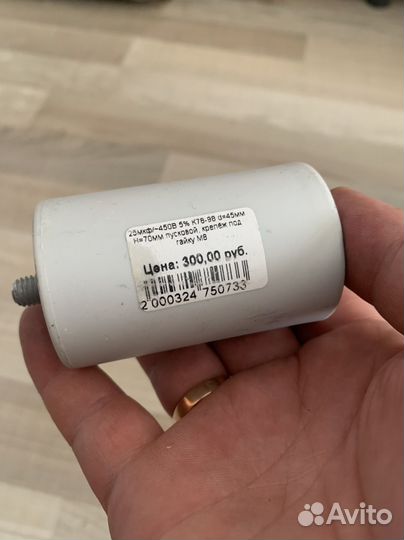 25мкф/~450В 5% К78-98 d=45мм
H=70мм пусковой, крепёж под
гайку М8
Цена: 300,00 руб.
2 000324 750733
Avito